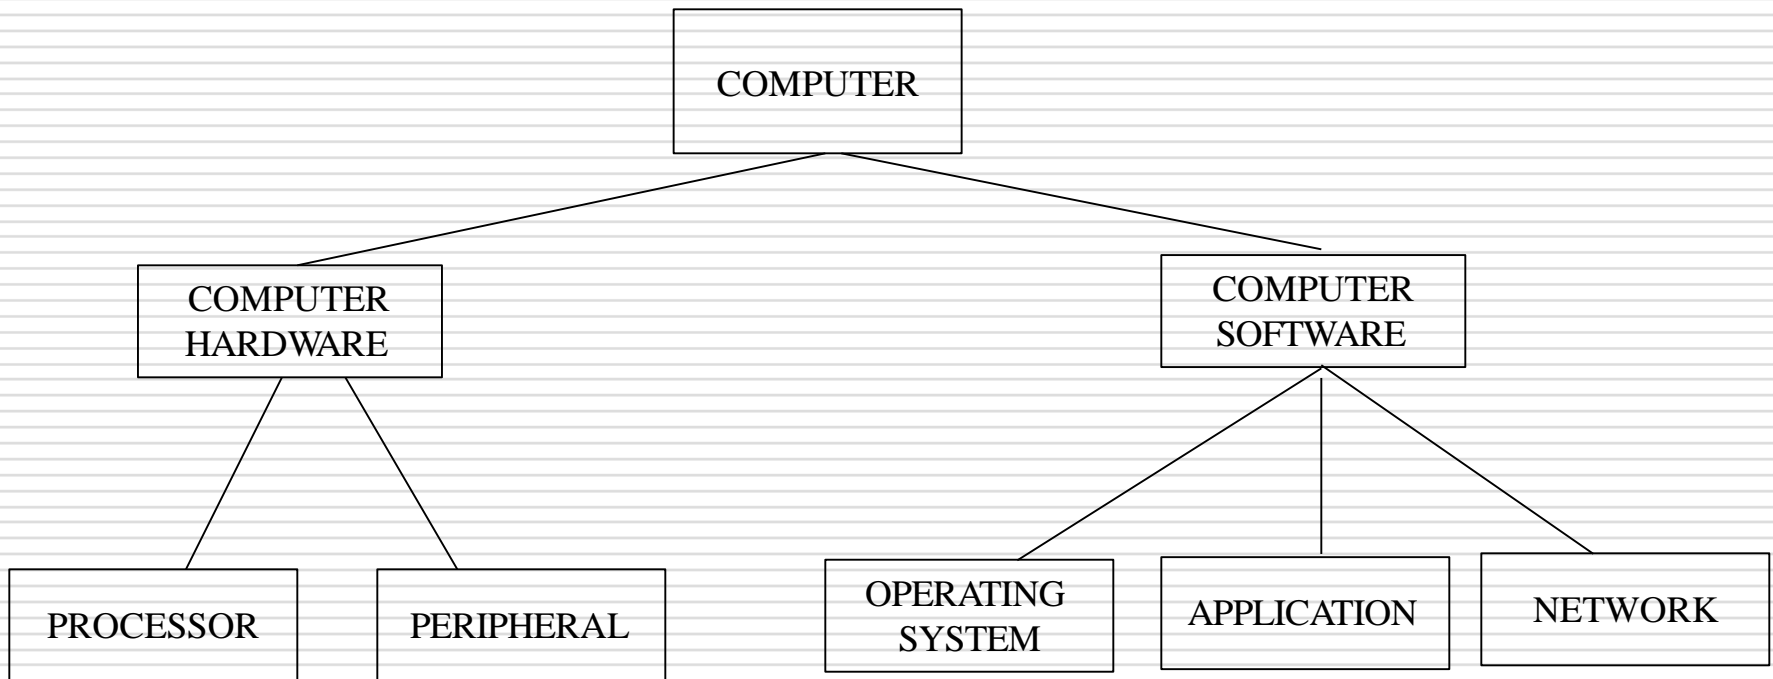 COMPUTER
COMPUTER
HARDWARE
COMPUTER
SOFTWARE
PROCESSOR
PERIPHERAL
OPERATING
SYSTEM
APPLICATION
NETWORK